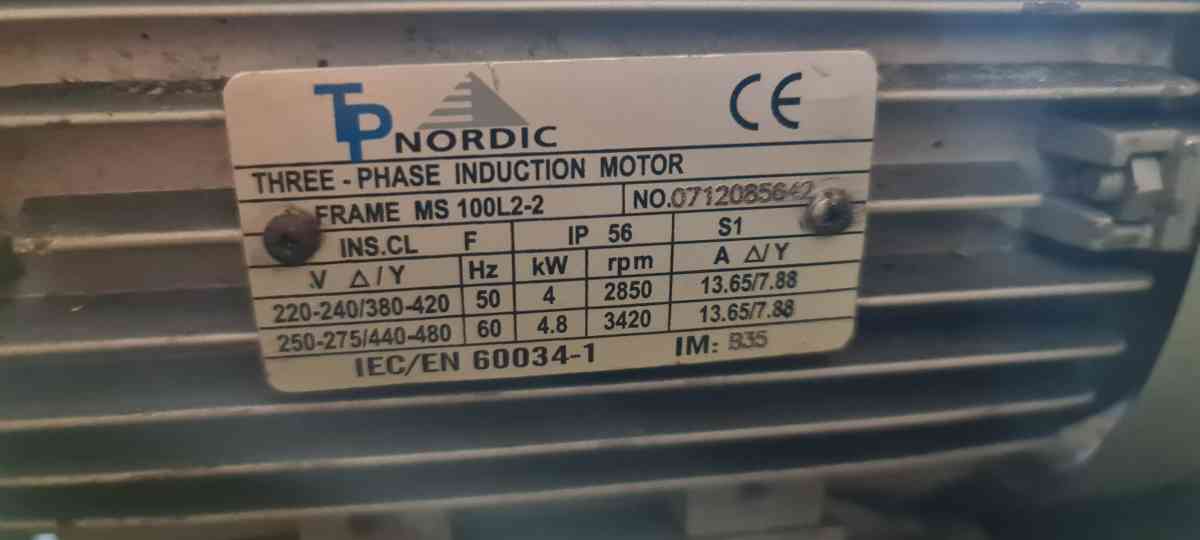 TP NORDIC CE
THREE - PHASE INDUCTION MOTOR
FRAME MS 100L2-2 NO.0712085642
INS.CL F IP 56 S1
V Δ/Y Hz kW rpm A Δ/Y
220-240/380-420 50 4 2850 13.65/7.88
250-275/440-480 60 4.8 3420 13.65/7.88
IEC/EN 60034-1 IM: B35